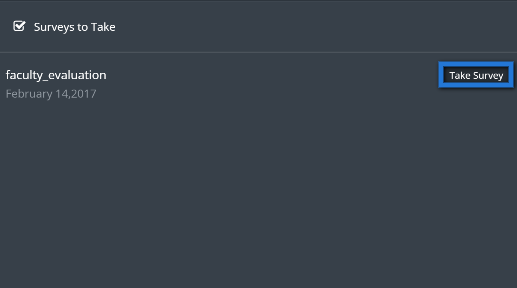 Surveys to Take
faculty_evaluation
Take Survey
February 14,2017